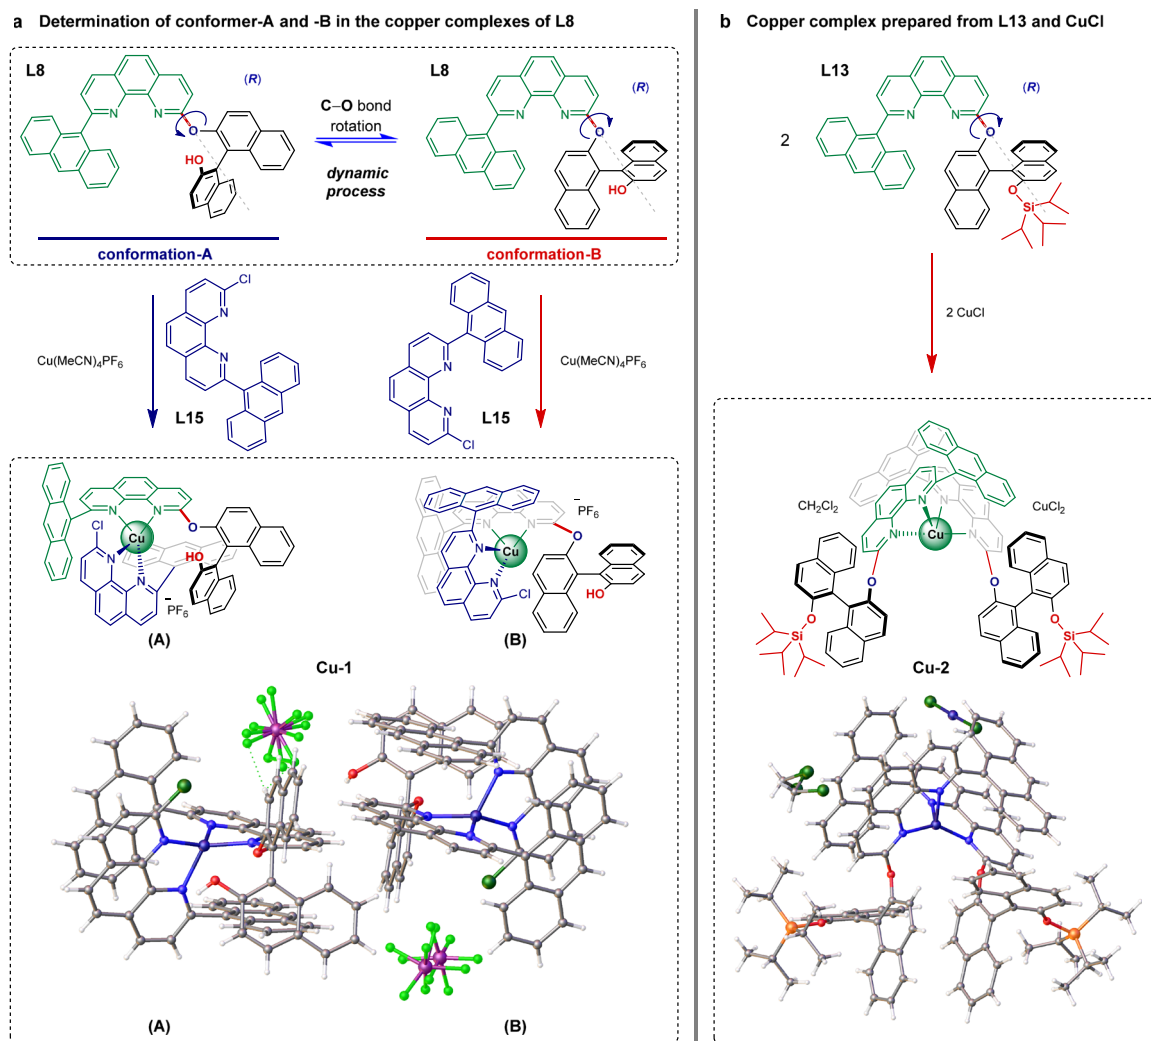 a Determination of conformer-A and -B in the copper complexes of L8
L8
(R)
N
N
O
HO
C–O bond
rotation
dynamic
process
L8
(R)
N
N
O
HO
conformation-A
conformation-B
Cu(MeCN)4PF6
Cl
N
N
L15
N
N
Cl
L15
Cu(MeCN)4PF6
N
N
O
Cl
Cu
N
N
HO
–
PF6
(A)
N
N
–
PF6
O
N
Cu
N
Cl
HO
(B)
Cu-1
(A)
(B)
b Copper complex prepared from L13 and CuCl
L13
(R)
2
N
N
O
O
Si
2 CuCl
CH2Cl2
CuCl2
N
N
N
Cu
N
O
O
O
O
Si
Si
Cu-2